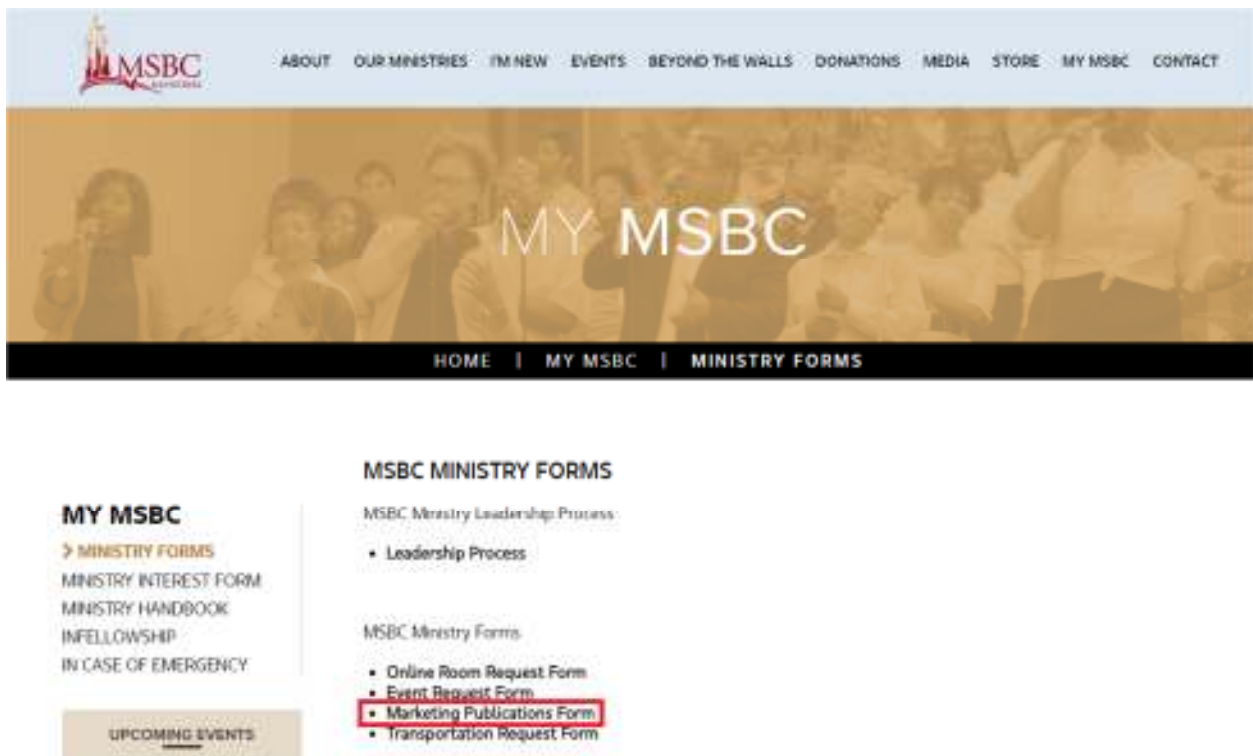 MSBC
ABOUT OUR MINISTRIES I'M NEW EVENTS BEYOND THE WALLS DONATIONS MEDIA STORE MY MSBC CONTACT
MY MSBC
HOME | MY MSBC | MINISTRY FORMS
MSBC MINISTRY FORMS
MY MSBC
MINISTRY FORMS
MINISTRY INTEREST FORM
MINISTRY HANDBOOK
INFELLOWSHIP
IN CASE OF EMERGENCY
UPCOMING EVENTS
MSBC Ministry Leadership Process
• Leadership Process
MSBC Ministry Forms
• Online Room Request Form
• Event Request Form
• Marketing Publications Form
• Transportation Request Form